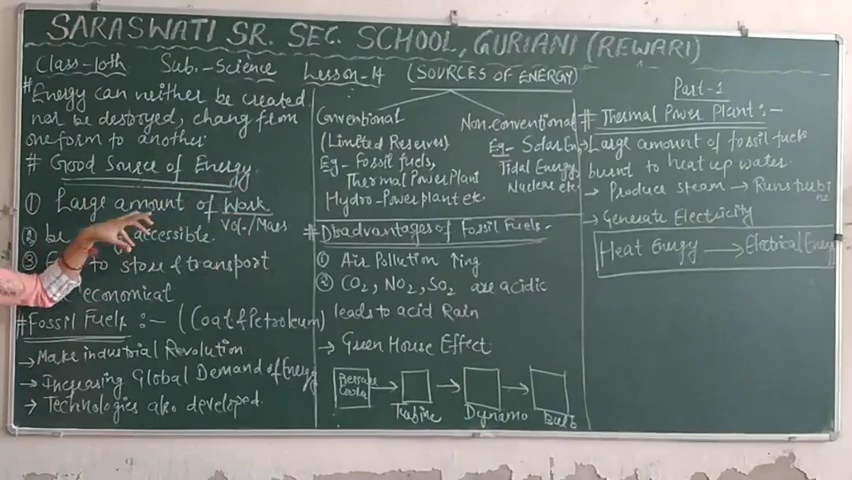 SARASWATI SR. SEC. SCHOOL, GURIANI (REWARI)
Class-10th Sub.-Science Lesson-14 (SOURCES OF ENERGY)
Part-1
# Energy can neither be created
nor be destroyed, chang from
one form to another.
# Good Source of Energy.
① Large amount of Work
Vol./Mass
② be accessible.
③ to store & transport
economical
# Fossil Fuels :- (Coal & Petroleum)
→ Make industrial Revolution
→ Increasing Global Demand of Energy
→ Technologies also developed.
Conventional
(Limited Reserves)
Eg- Fossil fuels,
Thermal Power Plant
Hydro-Power plant etc.
Non-Conventional
Eg- Solar En
Tidal Energy,
Nuclear etc.
# Disadvantages of Fossil Fuels.-
① Air Pollution ↑ing
② CO₂, NO₂, SO₂ are acidic
leads to acid Rain
→ Green House Effect
→ Turbine → Dynamo → Bulb
# Thermal Power Plant :-
→ Large amount of fossil fuels
burnt to heat up water.
→ Produce steam → Runs turbine
→ Generate Electricity
Heat Energy → Electrical Energy